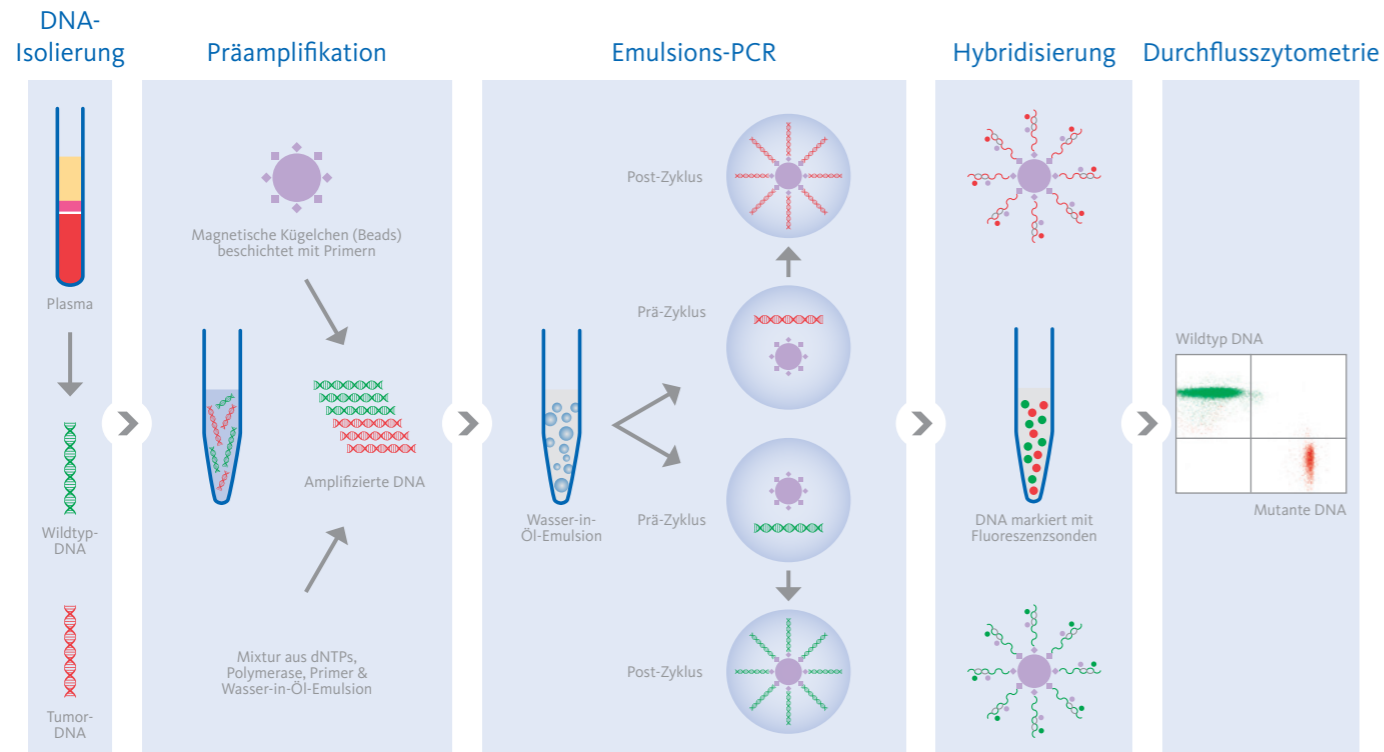 DNA-
Isolierung
Präamplifikation
Emulsions-PCR
Hybridisierung
Durchflusszytometrie
Plasma
Wildtyp-
DNA
Tumor-
DNA
Magnetische Kügelchen (Beads)
beschichtet mit Primern
Amplifizierte DNA
Mixtur aus dNTPs,
Polymerase, Primer &
Wasser-in-Öl-Emulsion
Wasser-in-
Öl-Emulsion
Post-Zyklus
Prä-Zyklus
Prä-Zyklus
Post-Zyklus
DNA markiert mit
Fluoreszenzsonden
Wildtyp DNA
Mutante DNA